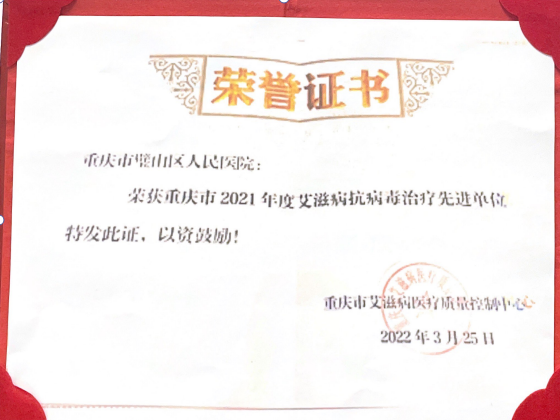 荣誉证书
重庆市璧山区人民医院：
荣获重庆市2021年度艾滋病抗病毒治疗先进单位
特发此证，以资鼓励！
重庆市艾滋病医疗质量控制中心
2022年3月25日